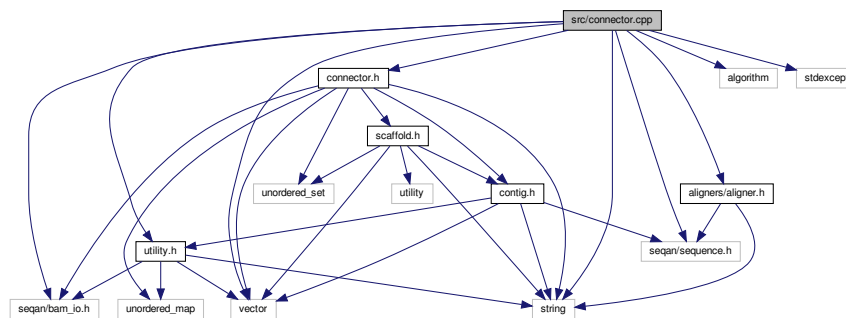 src/connector.cpp
connector.h
algorithm
stdexcep
scaffold.h
unordered_set
utility
contig.h
aligners/aligner.h
utility.h
seqan/sequence.h
seqan/bam_io.h
unordered_map
vector
string